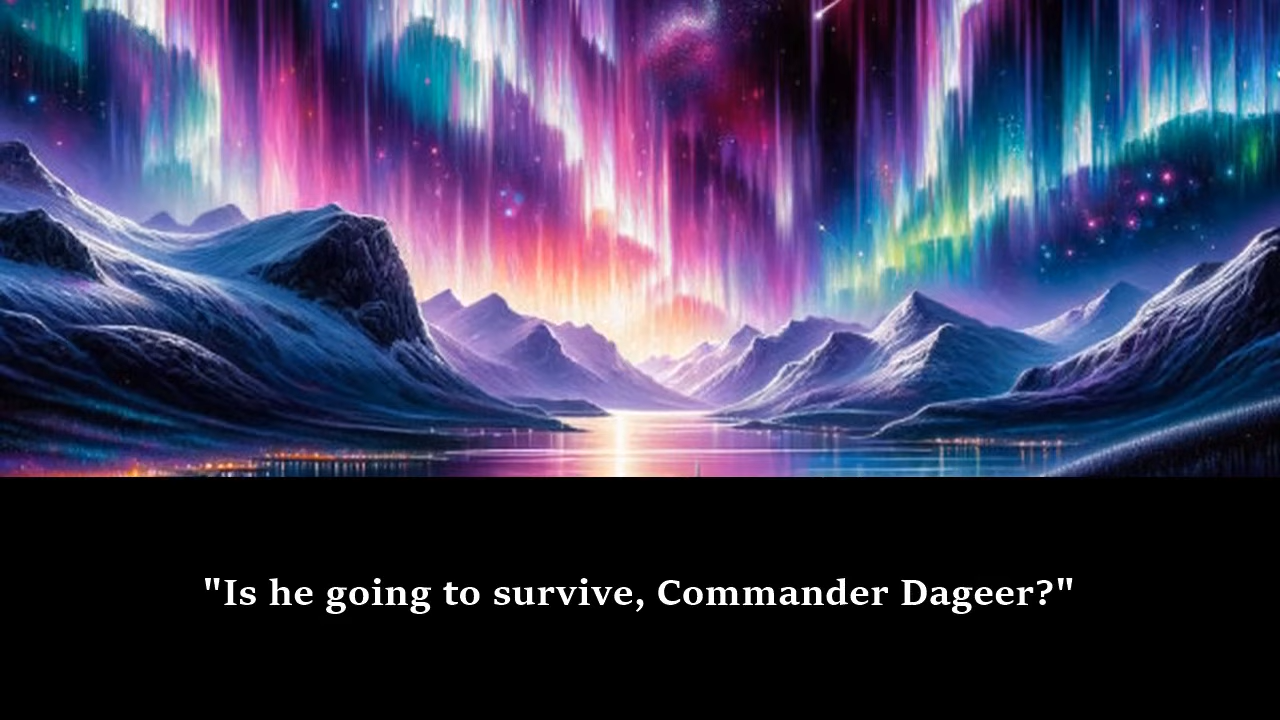 "Is he going to survive, Commander Dageer?"